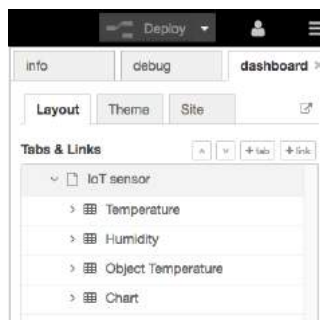 Deploy
info debug dashboard
Layout Theme Site
Tabs & Links + tab + link
IoT sensor
Temperature
Humidity
Object Temperature
Chart